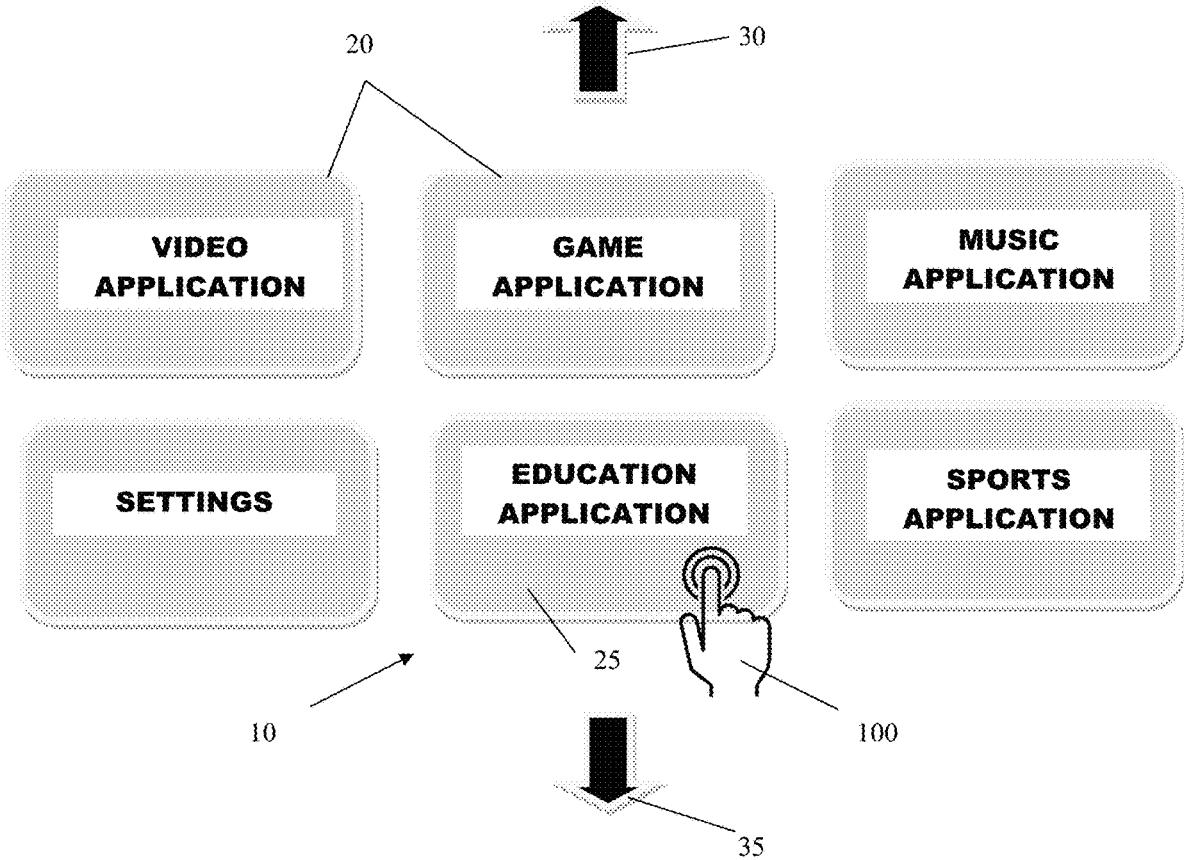 20
30
VIDEO
APPLICATION
GAME
APPLICATION
MUSIC
APPLICATION
SETTINGS
EDUCATION
APPLICATION
SPORTS
APPLICATION
25
10
100
35